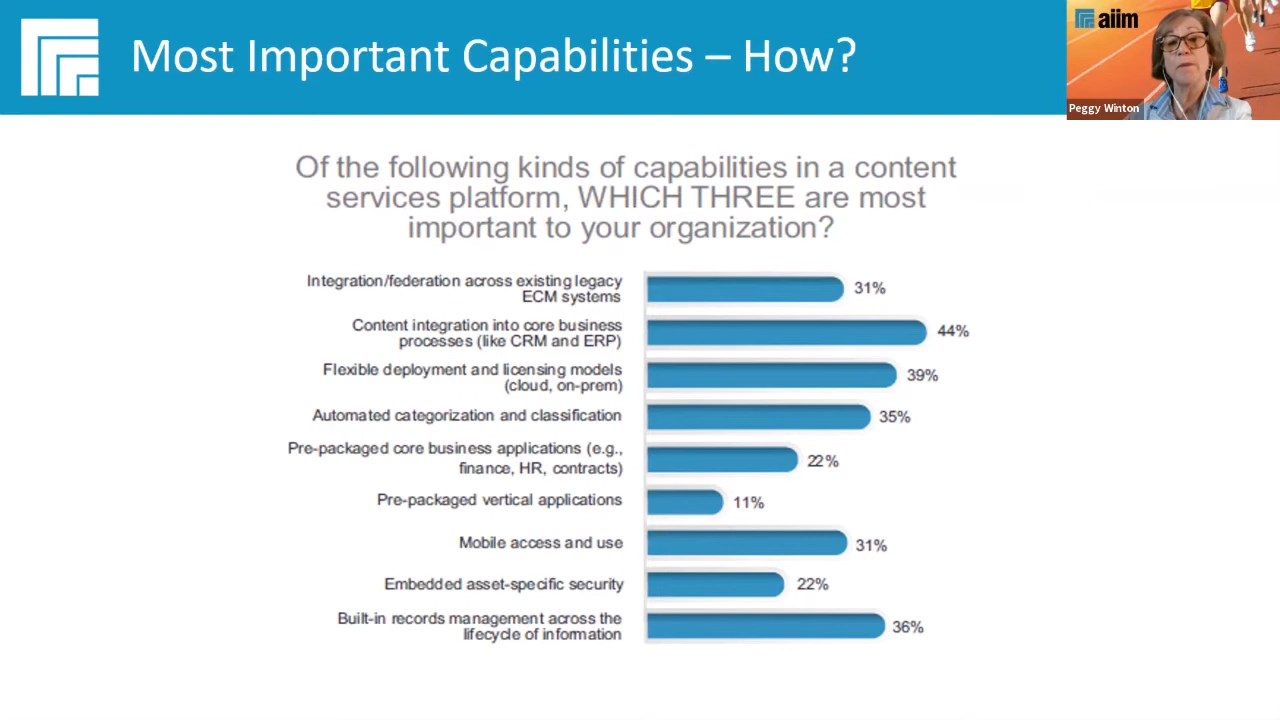 Most Important Capabilities – How?
aiim
Peggy Winton
Of the following kinds of capabilities in a content
services platform, WHICH THREE are most
important to your organization?
Integration/federation across existing legacy
ECM systems
31%
Content integration into core business
processes (like CRM and ERP)
44%
Flexible deployment and licensing models
(cloud, on-prem)
39%
Automated categorization and classification
35%
Pre-packaged core business applications (e.g.,
finance, HR, contracts)
22%
Pre-packaged vertical applications
11%
Mobile access and use
31%
Embedded asset-specific security
22%
Built-in records management across the
lifecycle of information
36%